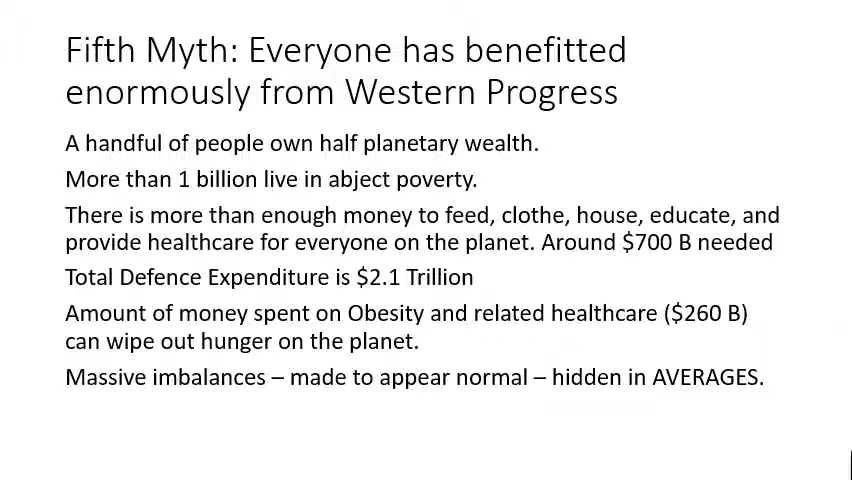 Fifth Myth: Everyone has benefitted
enormously from Western Progress
A handful of people own half planetary wealth.
More than 1 billion live in abject poverty.
There is more than enough money to feed, clothe, house, educate, and
provide healthcare for everyone on the planet. Around $700 B needed
Total Defence Expenditure is $2.1 Trillion
Amount of money spent on Obesity and related healthcare ($260 B)
can wipe out hunger on the planet.
Massive imbalances – made to appear normal – hidden in AVERAGES.